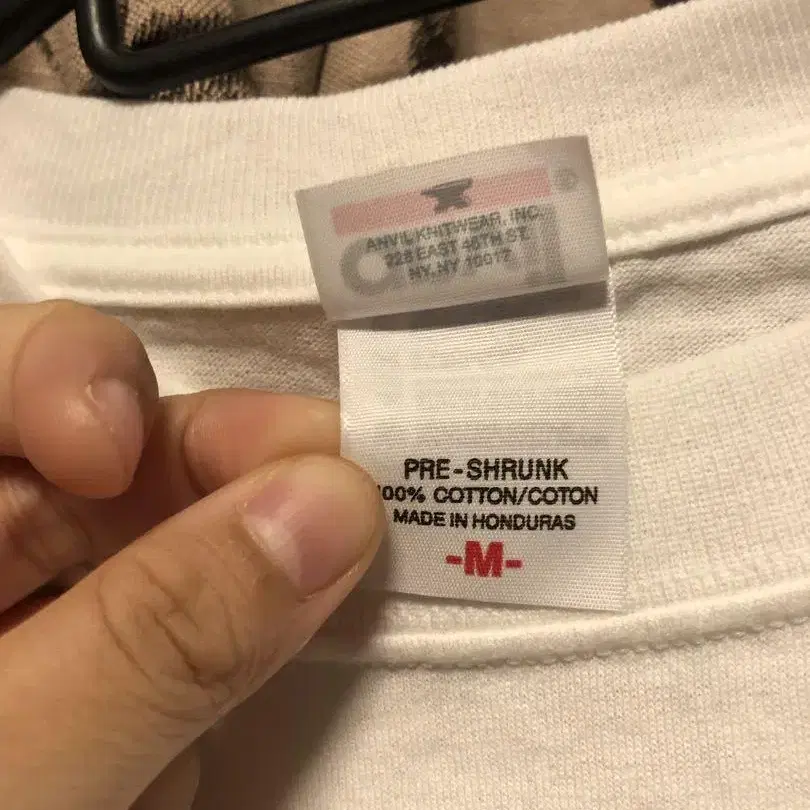 ®
ANVIL KNITWEAR, INC.
228 EAST 45TH ST.
NY, NY 10017
PRE-SHRUNK
100% COTTON/COTON
MADE IN HONDURAS
-M-